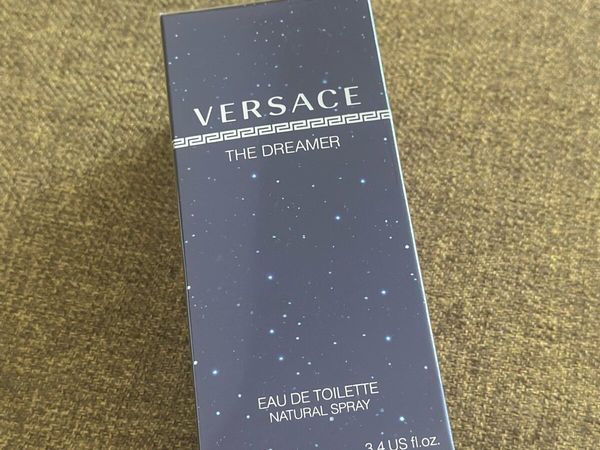 VERSACE
THE DREAMER
EAU DE TOILETTE
NATURAL SPRAY
3.4 US fl.oz.